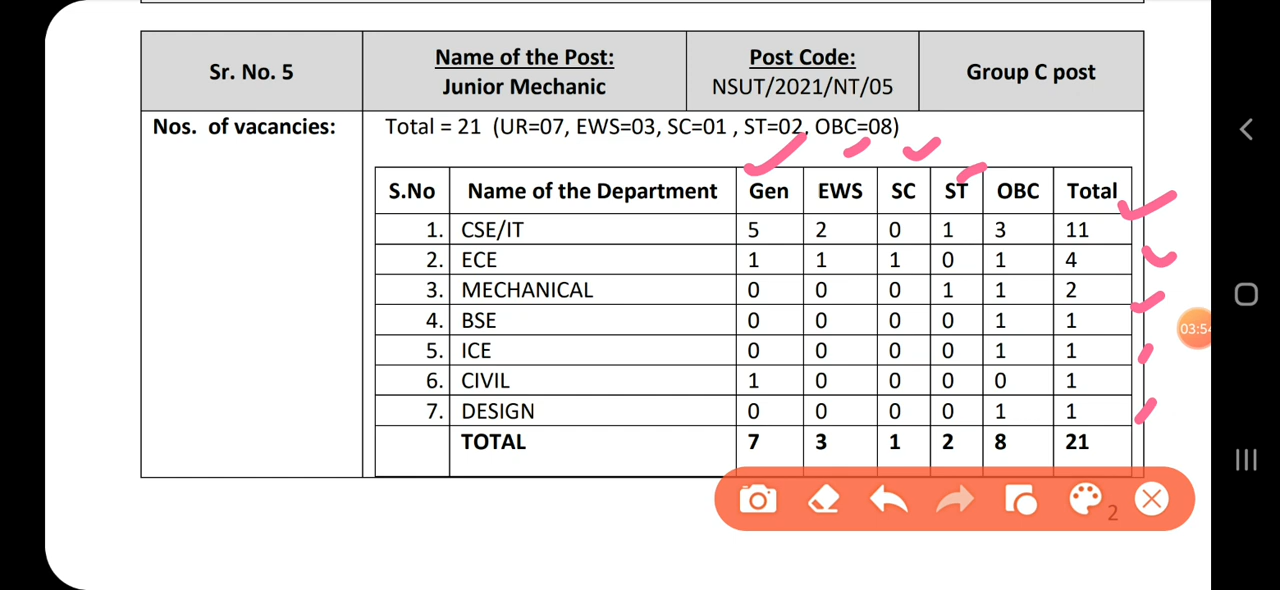 Sr. No. 5
Name of the Post:
Junior Mechanic
Post Code:
NSUT/2021/NT/05
Group C post
Nos. of vacancies:
Total = 21 (UR=07, EWS=03, SC=01 , ST=02, OBC=08)
S.No Name of the Department Gen EWS SC ST OBC Total
1. CSE/IT 5 2 0 1 3 11
2. ECE 1 1 1 0 1 4
3. MECHANICAL 0 0 0 1 1 2
4. BSE 0 0 0 0 1 1
5. ICE 0 0 0 0 1 1
6. CIVIL 1 0 0 0 0 1
7. DESIGN 0 0 0 0 1 1
TOTAL 7 3 1 2 8 21
03:54
2